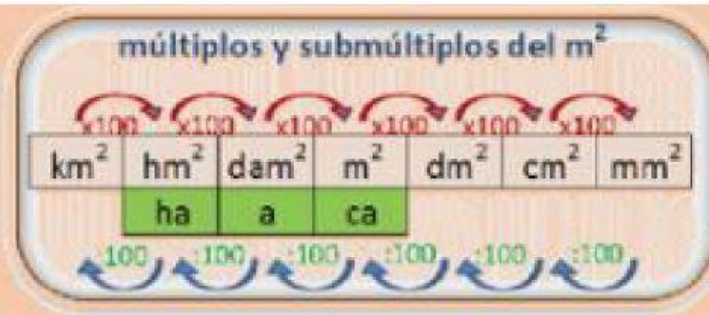 múltiplos y submúltiplos del m²
x100 x100 x100 x100 x100 x100
km² hm² dam² m² dm² cm² mm²
ha a ca
:100 :100 :100 :100 :100 :100